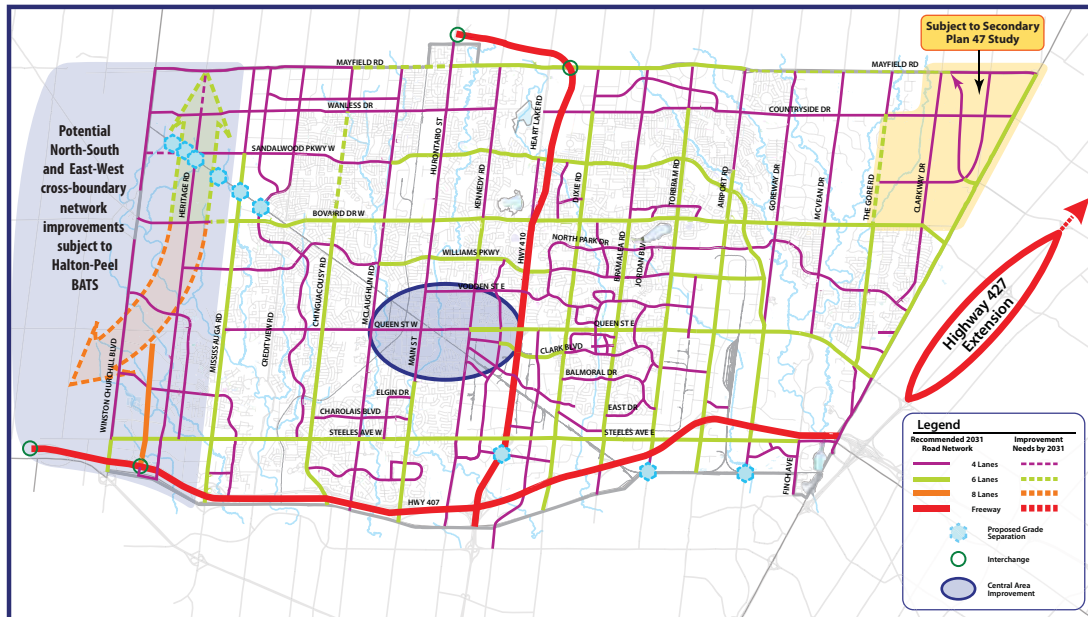 Subject to Secondary
Plan 47 Study
MAYFIELD RD
MAYFIELD RD
WANLESS DR
COUNTRYSIDE DR
Potential
North-South
and East-West
cross-boundary
network
improvements
subject to
Halton-Peel
BATS
SANDALWOOD PKWY W
HURONTARIO ST
HEART LAKE RD
KENNEDY RD
HERITAGE RD
DIXIE RD
TORBRAM RD
AIRPORT RD
GOREWAY DR
MCVEAN DR
THE GORE RD
CLARKWAY DR
BOVAIRD DR W
NORTH PARK DR
WILLIAMS PKWY
HWY 410
BRAMALEA RD
JORDAN BLVD
VODDEN ST E
MISSISSAUGA RD
CREDITVIEW RD
CHINGUACOUSY RD
MCLAUGHLIN RD
QUEEN ST W
MAIN ST
QUEEN ST E
CLARK BLVD
BALMORAL DR
WINSTON CHURCHILL BLVD
ELGIN DR
CHAROLAIS BLVD
EAST DR
STEELES AVE W
STEELES AVE E
FINCH AVE
HWY 407
Highway 427
Extension
Legend
Recommended 2031
Road Network
Improvement
Needs by 2031
4 Lanes
6 Lanes
8 Lanes
Freeway
Proposed Grade
Separation
Interchange
Central Area
Improvement